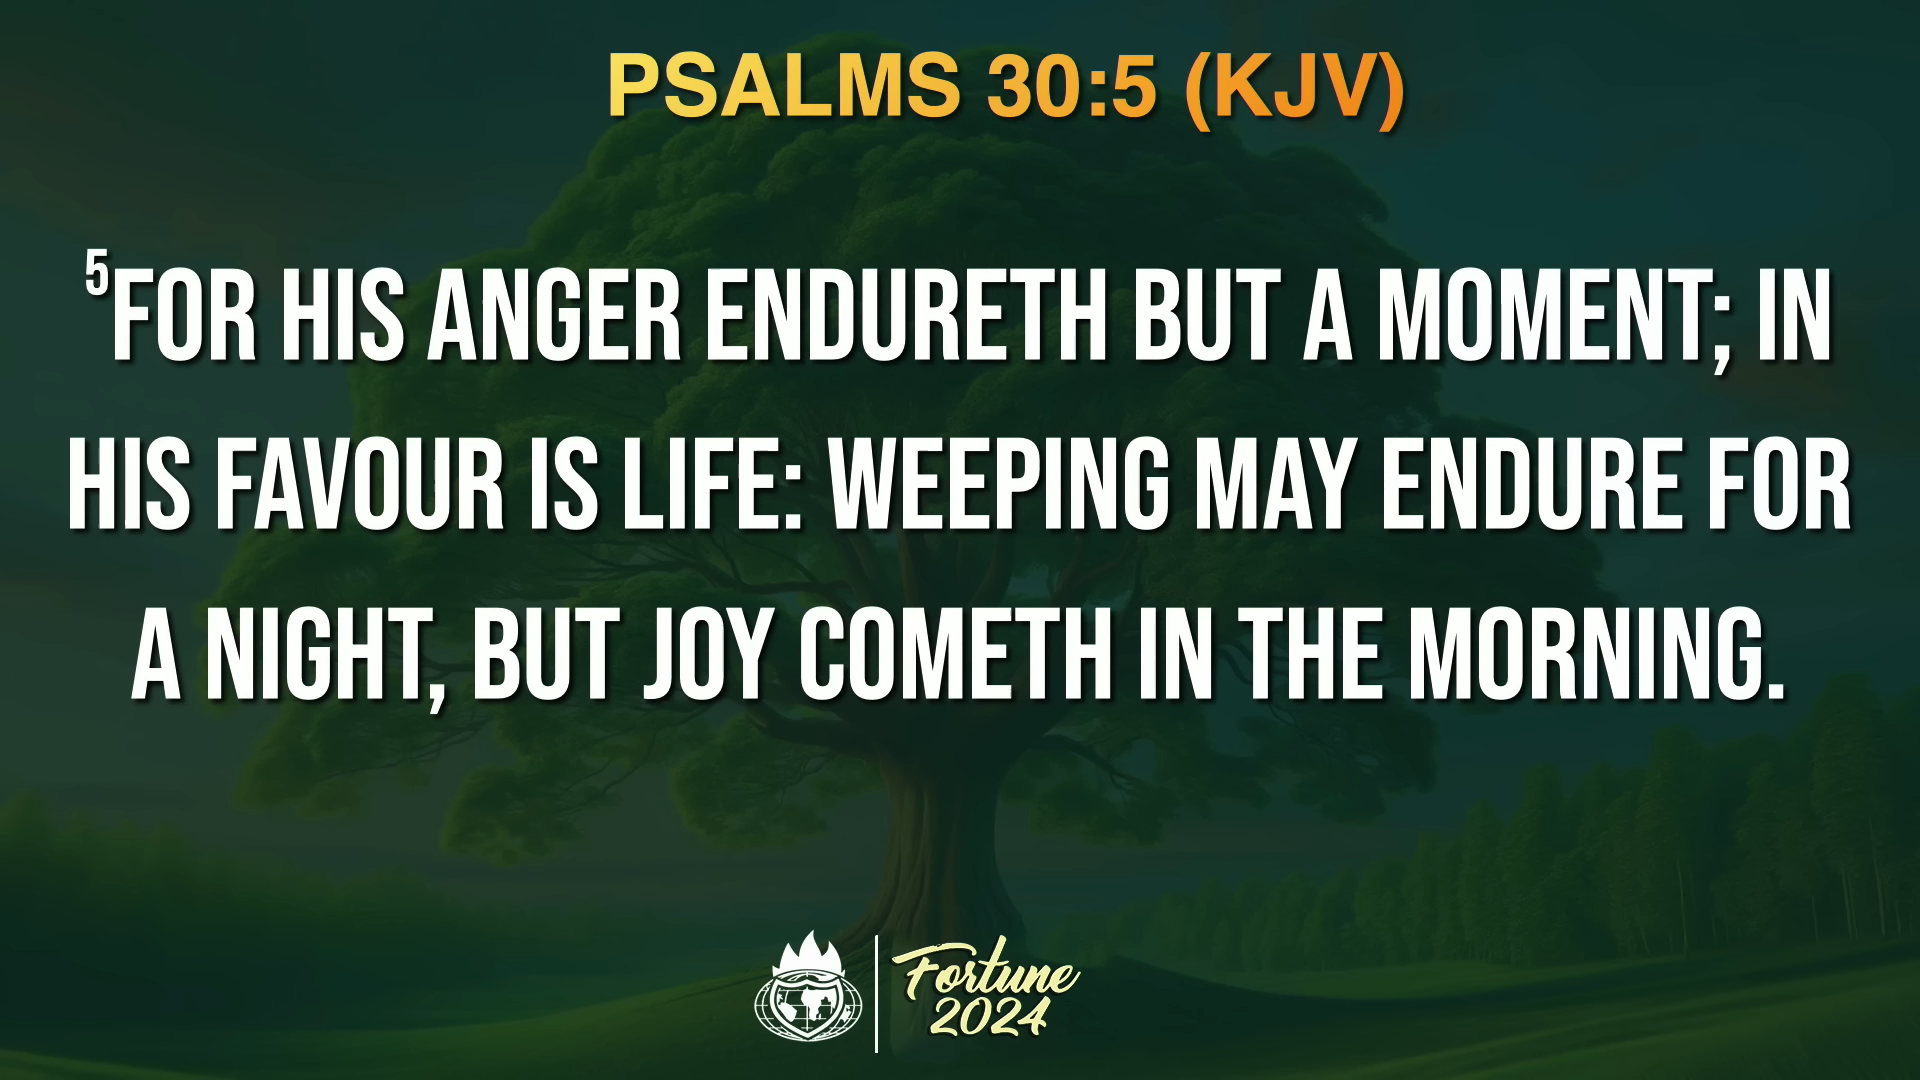 PSALMS 30:5 (KJV)
5FOR HIS ANGER ENDURETH BUT A MOMENT; IN
HIS FAVOUR IS LIFE: WEEPING MAY ENDURE FOR
A NIGHT, BUT JOY COMETH IN THE MORNING.
Fortune
2024